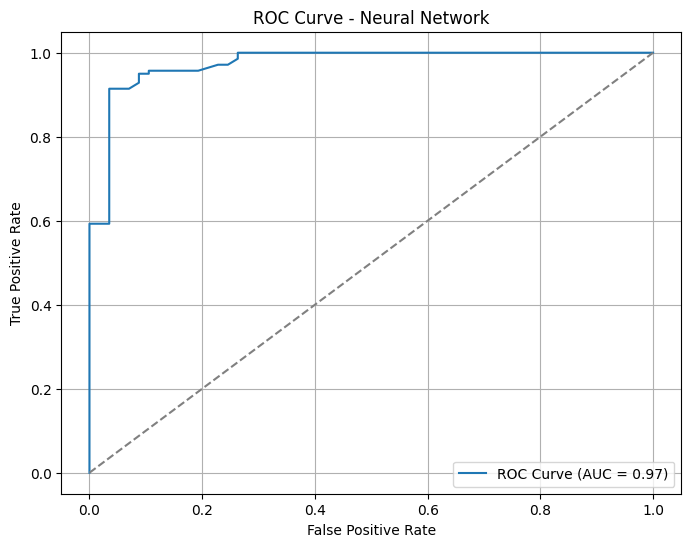 ROC Curve - Neural Network
True Positive Rate
1.0
0.8
0.6
0.4
0.2
0.0
ROC Curve (AUC = 0.97)
0.0 0.2 0.4 0.6 0.8 1.0
False Positive Rate